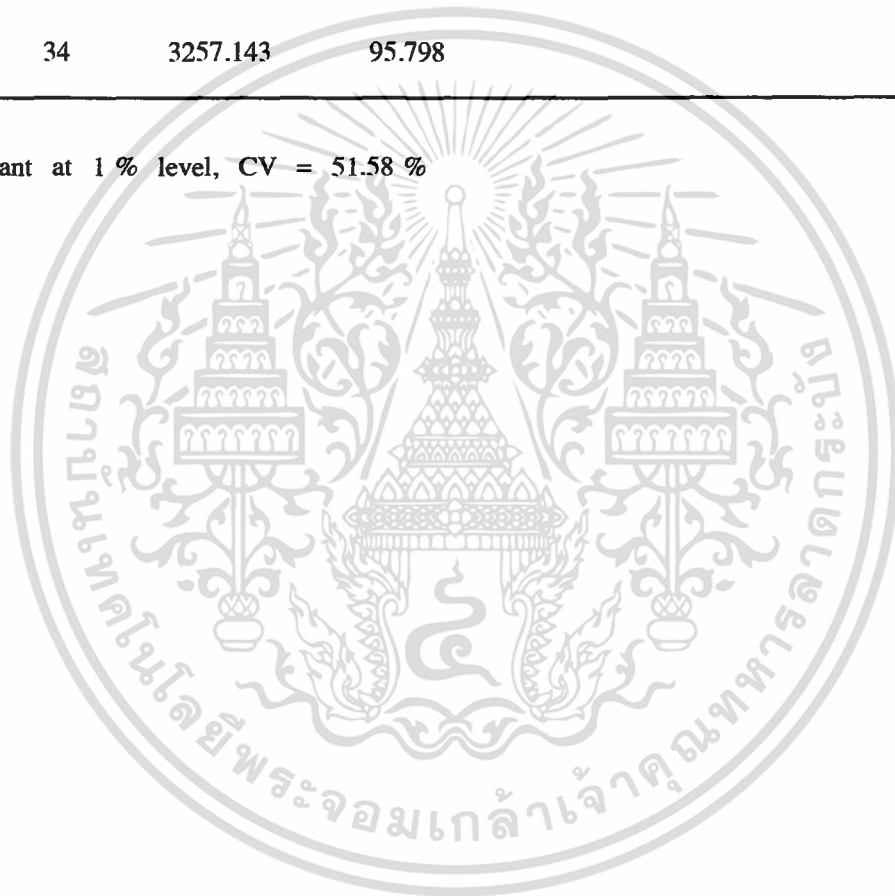 34 3257.143 95.798
ant at 1 % level, CV = 51.58 %
สถาบันเทคโนโลยีพระจอมเกล้าเจ้าคุณทหารลาดกระบัง